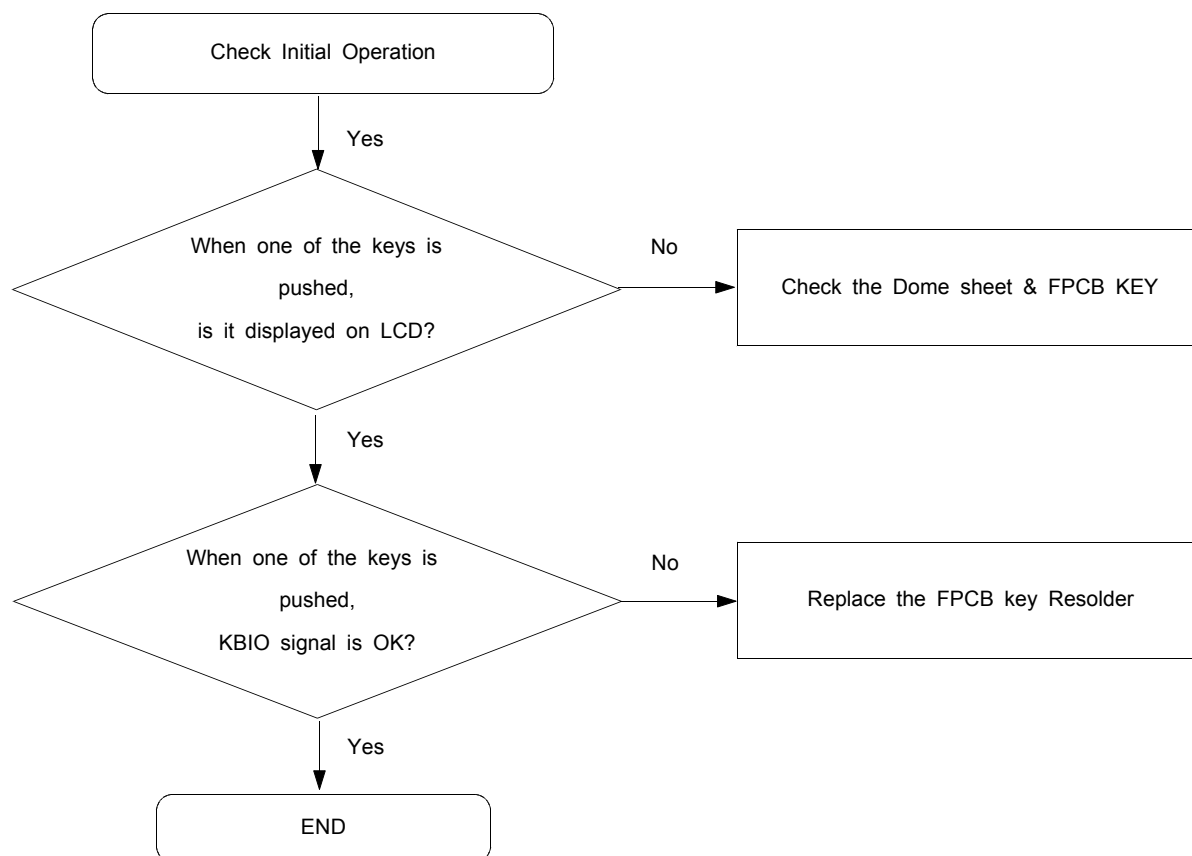 Check Initial Operation
Yes
When one of the keys is
pushed,
is it displayed on LCD?
No
Check the Dome sheet & FPCB KEY
Yes
When one of the keys is
pushed,
KBIO signal is OK?
No
Replace the FPCB key Resolder
Yes
END